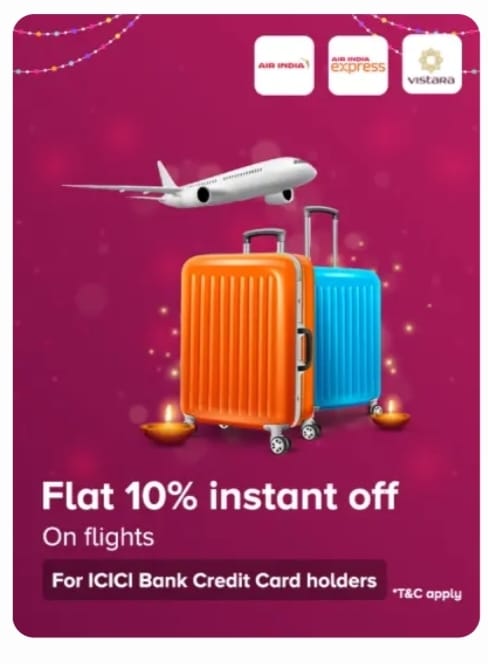 AIR INDIA
AIR INDIA
express
VISTARA
Flat 10% instant off
On flights
For ICICI Bank Credit Card holders
*T&C apply